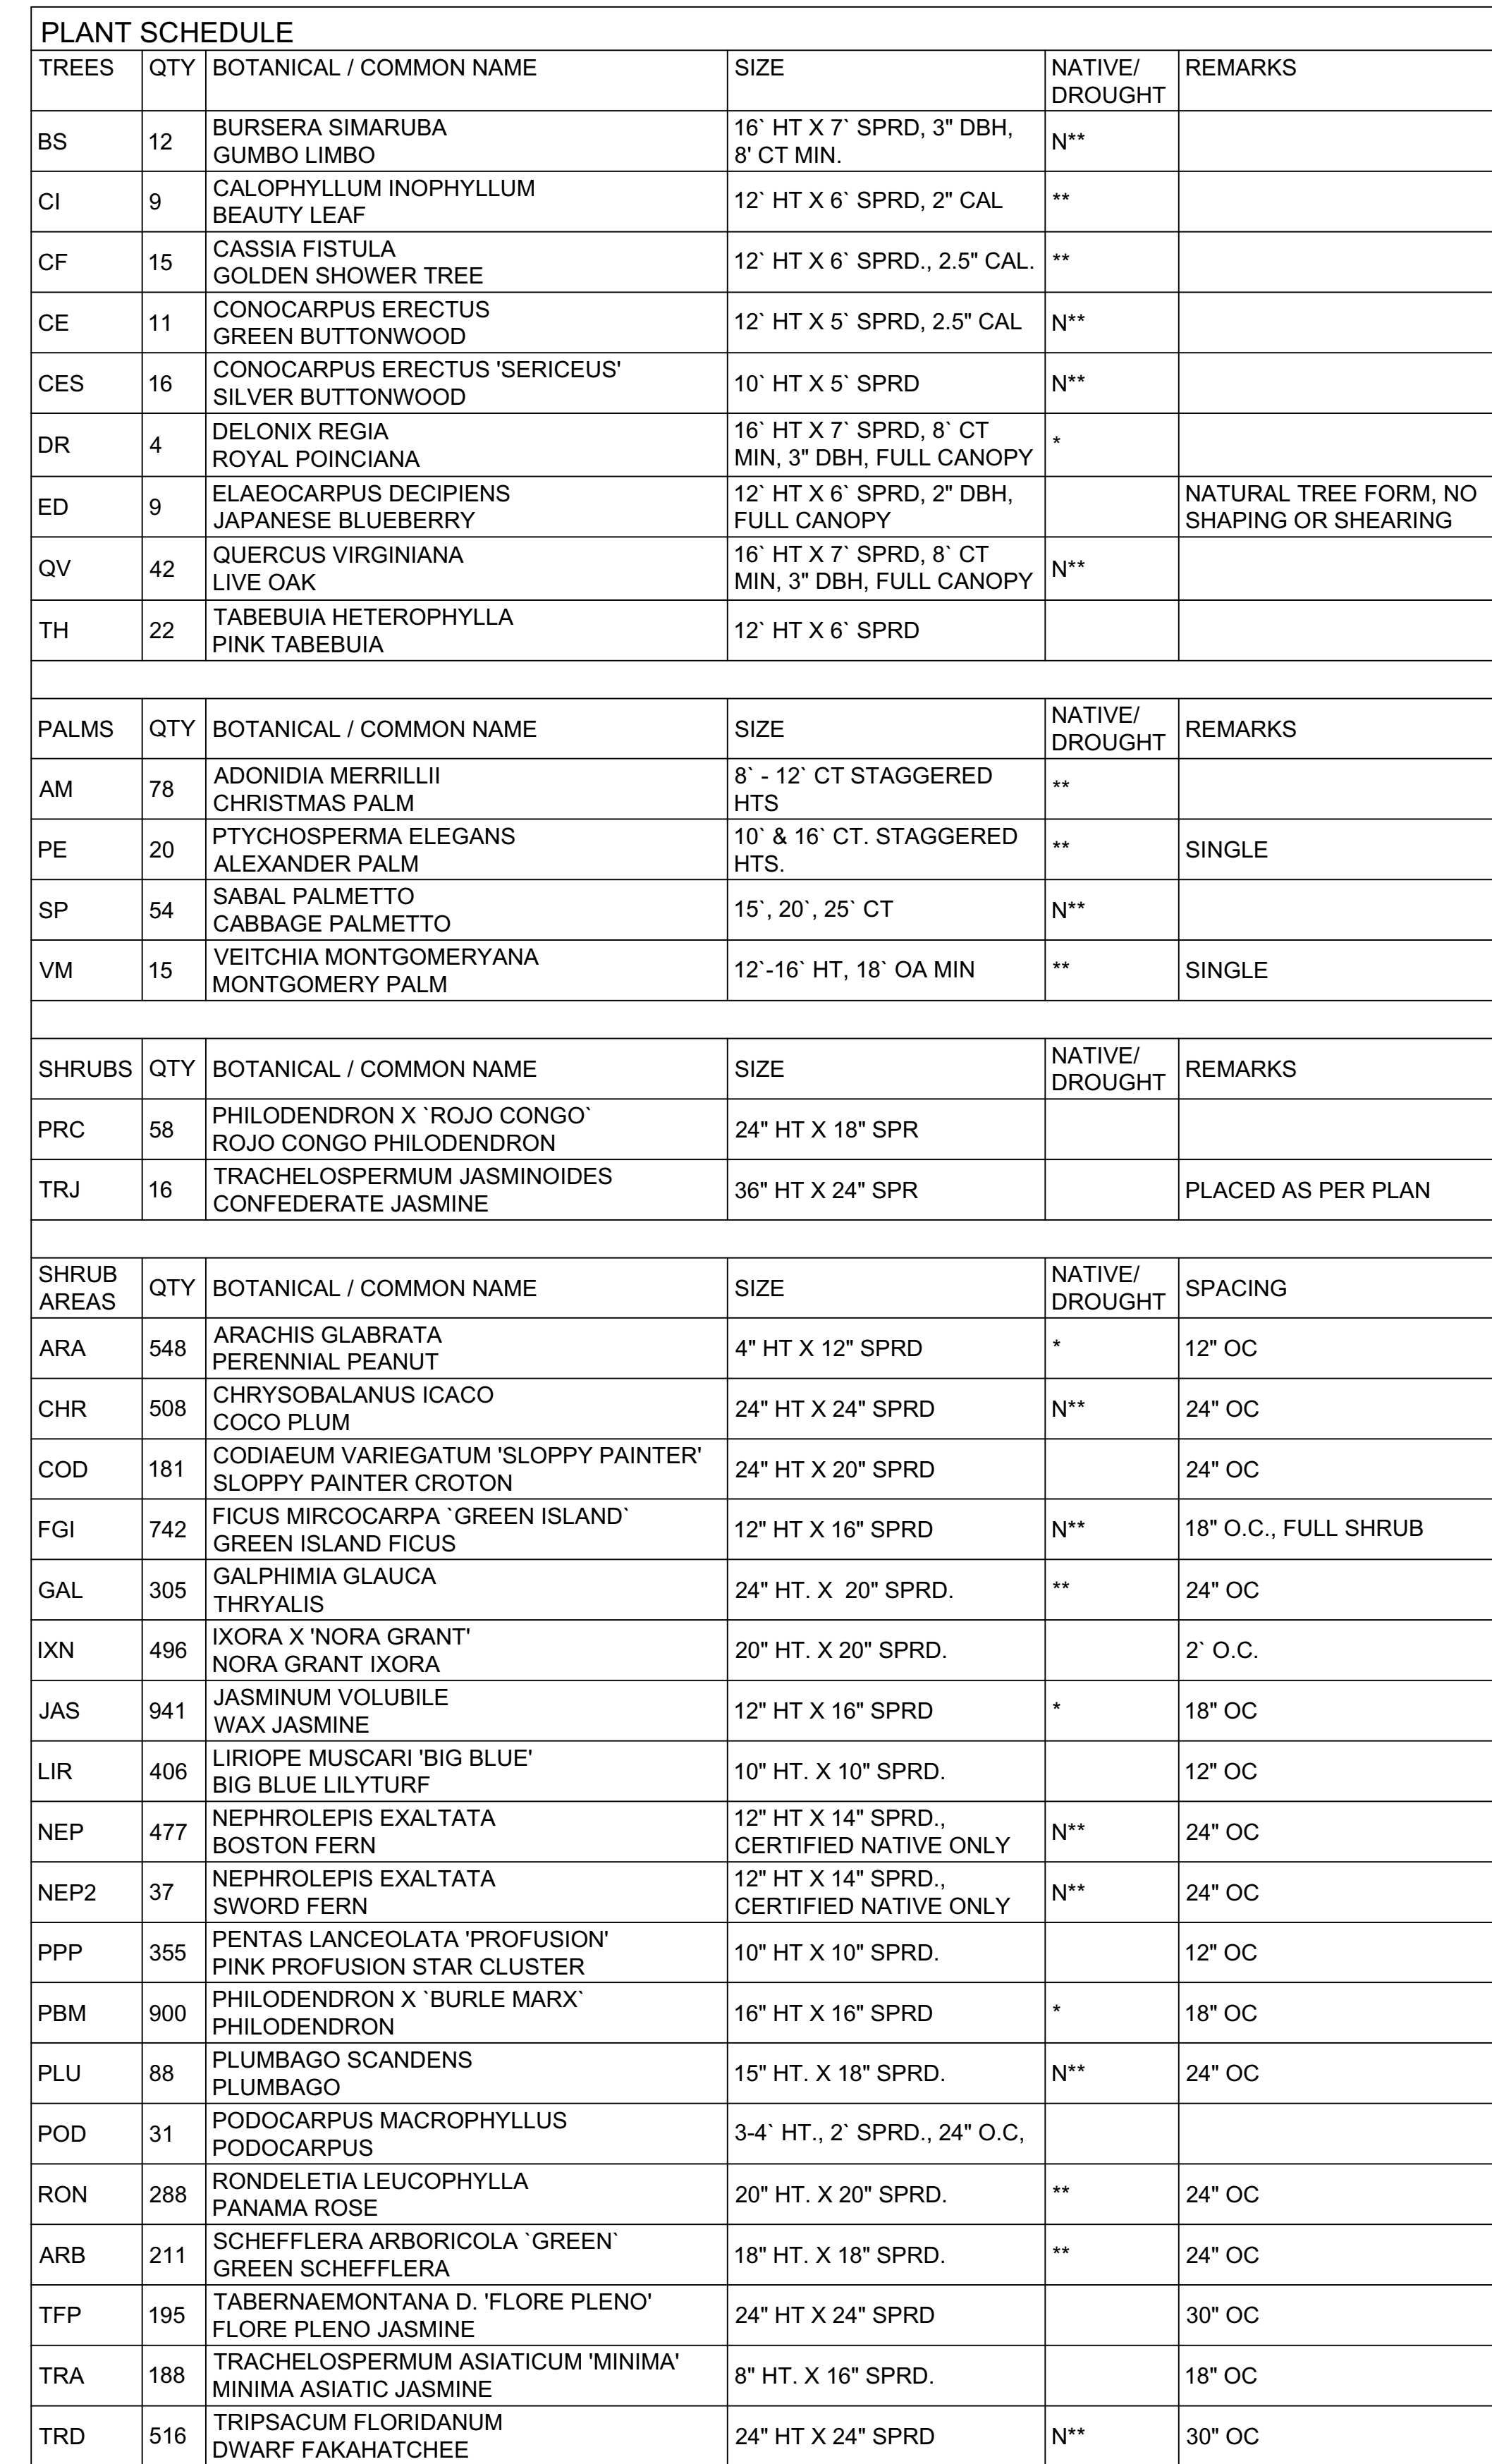 PLANT SCHEDULE
TREES QTY BOTANICAL / COMMON NAME SIZE NATIVE/ DROUGHT REMARKS
BS 12 BURSERA SIMARUBA 16` HT X 7` SPRD, 3" DBH, N**
GUMBO LIMBO 8' CT MIN.
CI 9 CALOPHYLLUM INOPHYLLUM 12` HT X 6` SPRD, 2" CAL **
BEAUTY LEAF
CF 15 CASSIA FISTULA 12` HT X 6` SPRD., 2.5" CAL. **
GOLDEN SHOWER TREE
CE 11 CONOCARPUS ERECTUS 12` HT X 5` SPRD, 2.5" CAL N**
GREEN BUTTONWOOD
CES 16 CONOCARPUS ERECTUS 'SERICEUS' 10` HT X 5` SPRD N**
SILVER BUTTONWOOD
DR 4 DELONIX REGIA 16` HT X 7` SPRD, 8` CT *
ROYAL POINCIANA MIN, 3" DBH, FULL CANOPY
ED 9 ELAEOCARPUS DECIPIENS 12` HT X 6` SPRD, 2" DBH, NATURAL TREE FORM, NO
JAPANESE BLUEBERRY FULL CANOPY SHAPING OR SHEARING
QV 42 QUERCUS VIRGINIANA 16` HT X 7` SPRD, 8` CT N**
LIVE OAK MIN, 3" DBH, FULL CANOPY
TH 22 TABEBUIA HETEROPHYLLA 12` HT X 6` SPRD
PINK TABEBUIA
PALMS QTY BOTANICAL / COMMON NAME SIZE NATIVE/ DROUGHT REMARKS
AM 78 ADONIDIA MERRILLII 8` - 12` CT STAGGERED **
CHRISTMAS PALM HTS
PE 20 PTYCHOSPERMA ELEGANS 10` & 16` CT. STAGGERED ** SINGLE
ALEXANDER PALM HTS.
SP 54 SABAL PALMETTO 15`, 20`, 25` CT N**
CABBAGE PALMETTO
VM 15 VEITCHIA MONTGOMERYANA 12`-16` HT, 18` OA MIN ** SINGLE
MONTGOMERY PALM
SHRUBS QTY BOTANICAL / COMMON NAME SIZE NATIVE/ DROUGHT REMARKS
PRC 58 PHILODENDRON X `ROJO CONGO` 24" HT X 18" SPR
ROJO CONGO PHILODENDRON
TRJ 16 TRACHELOSPERMUM JASMINOIDES 36" HT X 24" SPR PLACED AS PER PLAN
CONFEDERATE JASMINE
SHRUB AREAS QTY BOTANICAL / COMMON NAME SIZE NATIVE/ DROUGHT SPACING
ARA 548 ARACHIS GLABRATA 4" HT X 12" SPRD * 12" OC
PERENNIAL PEANUT
CHR 508 CHRYSOBALANUS ICACO 24" HT X 24" SPRD N** 24" OC
COCO PLUM
COD 181 CODIAEUM VARIEGATUM 'SLOPPY PAINTER' 24" HT X 20" SPRD 24" OC
SLOPPY PAINTER CROTON
FGI 742 FICUS MIRCOCARPA `GREEN ISLAND` 12" HT X 16" SPRD N** 18" O.C., FULL SHRUB
GREEN ISLAND FICUS
GAL 305 GALPHIMIA GLAUCA 24" HT. X 20" SPRD. ** 24" OC
THRYALIS
IXN 496 IXORA X 'NORA GRANT' 20" HT. X 20" SPRD. 2` O.C.
NORA GRANT IXORA
JAS 941 JASMINUM VOLUBILE 12" HT X 16" SPRD * 18" OC
WAX JASMINE
LIR 406 LIRIOPE MUSCARI 'BIG BLUE' 10" HT. X 10" SPRD. 12" OC
BIG BLUE LILYTURF
NEP 477 NEPHROLEPIS EXALTATA 12" HT X 14" SPRD., N** 24" OC
BOSTON FERN CERTIFIED NATIVE ONLY
NEP2 37 NEPHROLEPIS EXALTATA 12" HT X 14" SPRD., N** 24" OC
SWORD FERN CERTIFIED NATIVE ONLY
PPP 355 PENTAS LANCEOLATA 'PROFUSION' 10" HT X 10" SPRD. 12" OC
PINK PROFUSION STAR CLUSTER
PBM 900 PHILODENDRON X `BURLE MARX` 16" HT X 16" SPRD * 18" OC
PHILODENDRON
PLU 88 PLUMBAGO SCANDENS 15" HT. X 18" SPRD. N** 24" OC
PLUMBAGO
POD 31 PODOCARPUS MACROPHYLLUS 3-4` HT., 2` SPRD., 24" O.C,
PODOCARPUS
RON 288 RONDELETIA LEUCOPHYLLA 20" HT. X 20" SPRD. ** 24" OC
PANAMA ROSE
ARB 211 SCHEFFLERA ARBORICOLA `GREEN` 18" HT. X 18" SPRD. ** 24" OC
GREEN SCHEFFLERA
TFP 195 TABERNAEMONTANA D. 'FLORE PLENO' 24" HT X 24" SPRD 30" OC
FLORE PLENO JASMINE
TRA 188 TRACHELOSPERMUM ASIATICUM 'MINIMA' 8" HT. X 16" SPRD. 18" OC
MINIMA ASIATIC JASMINE
TRD 516 TRIPSACUM FLORIDANUM 24" HT X 24" SPRD N** 30" OC
DWARF FAKAHATCHEE